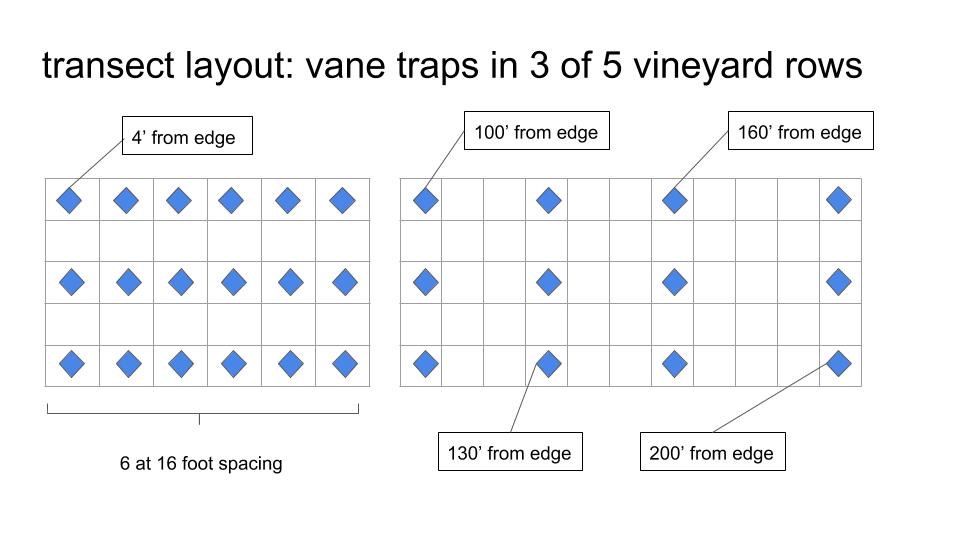 transect layout: vane traps in 3 of 5 vineyard rows
4’ from edge
100’ from edge
160’ from edge
130’ from edge
200’ from edge
6 at 16 foot spacing